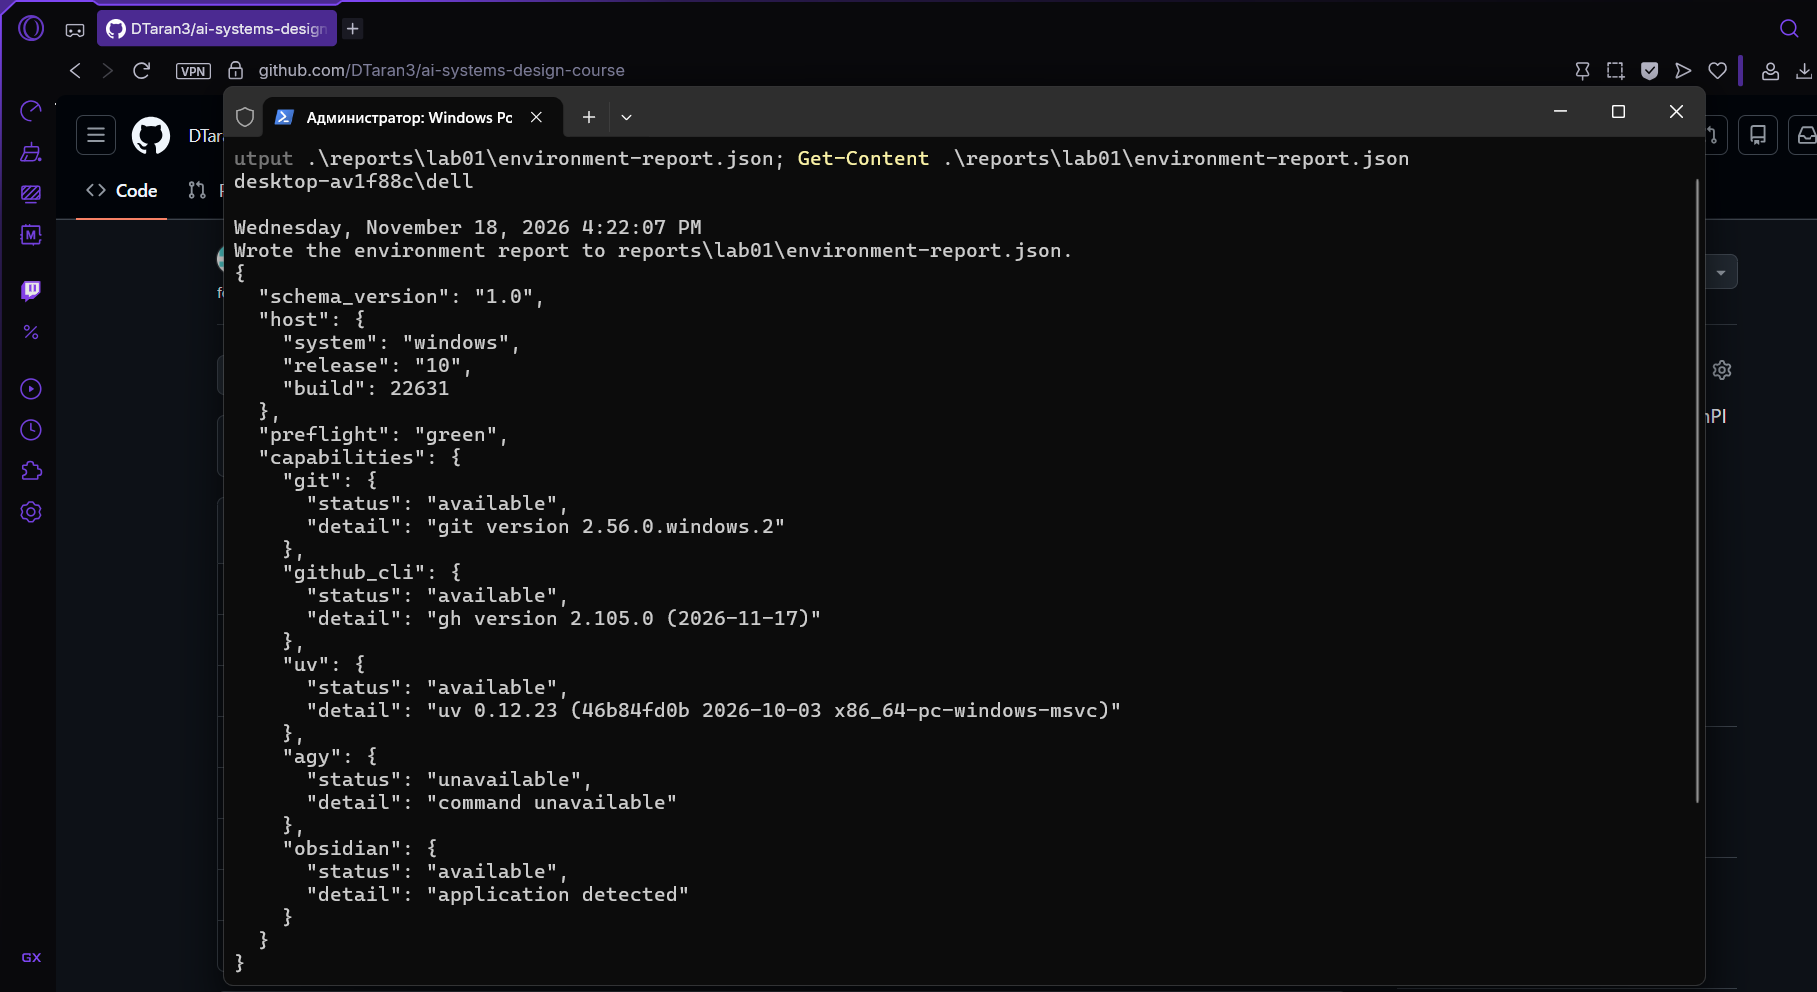 DTaran3/ai-systems-design
VPN
github.com/DTaran3/ai-systems-design-course
Администратор: Windows Pc
DTar
Code
utput .\reports\lab01\environment-report.json; Get-Content .\reports\lab01\environment-report.json
desktop-av1f88c\dell
Wednesday, November 18, 2026 4:22:07 PM
Wrote the environment report to reports\lab01\environment-report.json.
{
"schema_version": "1.0",
"host": {
"system": "windows",
"release": "10",
"build": 22631
},
"preflight": "green",
"capabilities": {
"git": {
"status": "available",
"detail": "git version 2.56.0.windows.2"
},
"github_cli": {
"status": "available",
"detail": "gh version 2.105.0 (2026-11-17)"
},
"uv": {
"status": "available",
"detail": "uv 0.12.23 (46b84fd0b 2026-10-03 x86_64-pc-windows-msvc)"
},
"agy": {
"status": "unavailable",
"detail": "command unavailable"
},
"obsidian": {
"status": "available",
"detail": "application detected"
}
}
}
PI
M
GX